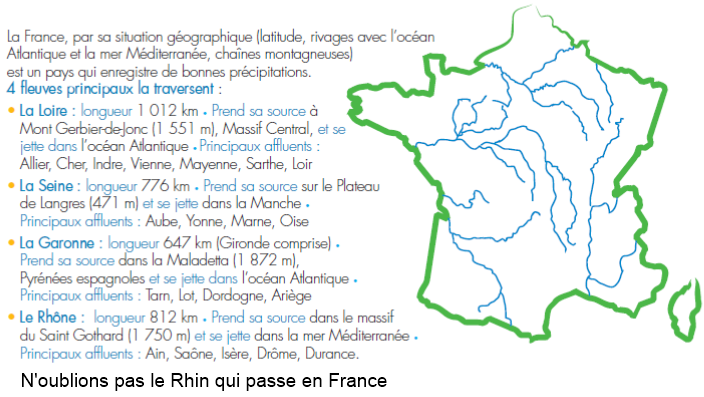 La France, par sa situation géographique (latitude, rivages avec l'océan
Atlantique et la mer Méditerranée, chaînes montagneuses)
est un pays qui enregistre de bonnes précipitations.
4 fleuves principaux la traversent :
• La Loire : longueur 1 012 km • Prend sa source à
Mont Gerbier-de-Jonc (1 551 m), Massif Central, et se
jette dans l'océan Atlantique • Principaux affluents :
Allier, Cher, Indre, Vienne, Mayenne, Sarthe, Loir
• La Seine : longueur 776 km • Prend sa source sur le Plateau
de Langres (471 m) et se jette dans la Manche •
Principaux affluents : Aube, Yonne, Marne, Oise
• La Garonne : longueur 647 km (Gironde comprise) •
Prend sa source dans la Maladetta (1 872 m),
Pyrénées espagnoles et se jette dans l'océan Atlantique •
Principaux affluents : Tarn, Lot, Dordogne, Ariège
• Le Rhône : longueur 812 km • Prend sa source dans le massif
du Saint Gothard (1 750 m) et se jette dans la mer Méditerranée •
Principaux affluents : Ain, Saône, Isère, Drôme, Durance.
N'oublions pas le Rhin qui passe en France